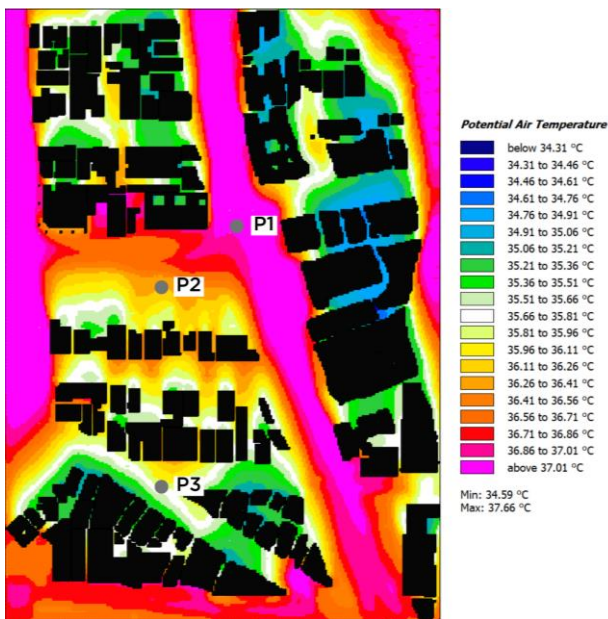 P1
P2
P3
Potential Air Temperature
below 34.31 °C
34.31 to 34.46 °C
34.46 to 34.61 °C
34.61 to 34.76 °C
34.76 to 34.91 °C
34.91 to 35.06 °C
35.06 to 35.21 °C
35.21 to 35.36 °C
35.36 to 35.51 °C
35.51 to 35.66 °C
35.66 to 35.81 °C
35.81 to 35.96 °C
35.96 to 36.11 °C
36.11 to 36.26 °C
36.26 to 36.41 °C
36.41 to 36.56 °C
36.56 to 36.71 °C
36.71 to 36.86 °C
36.86 to 37.01 °C
above 37.01 °C
Min: 34.59 °C
Max: 37.66 °C